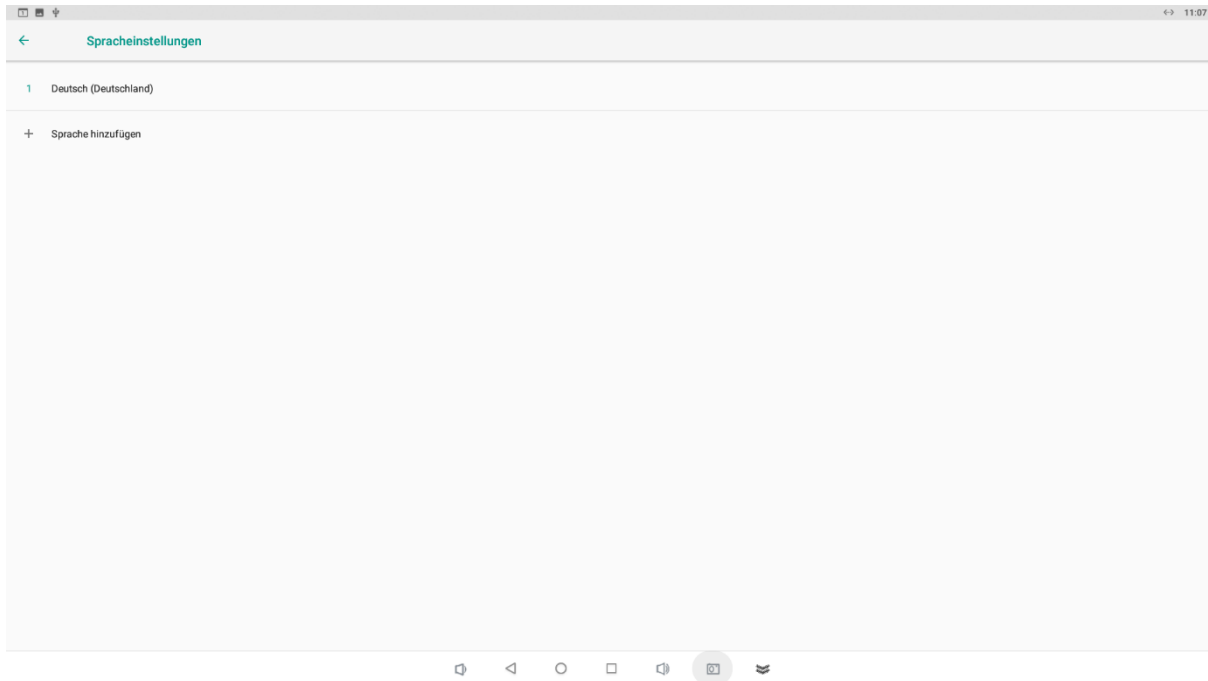 11:07
Spracheinstellungen
1 Deutsch (Deutschland)
+ Sprache hinzufügen